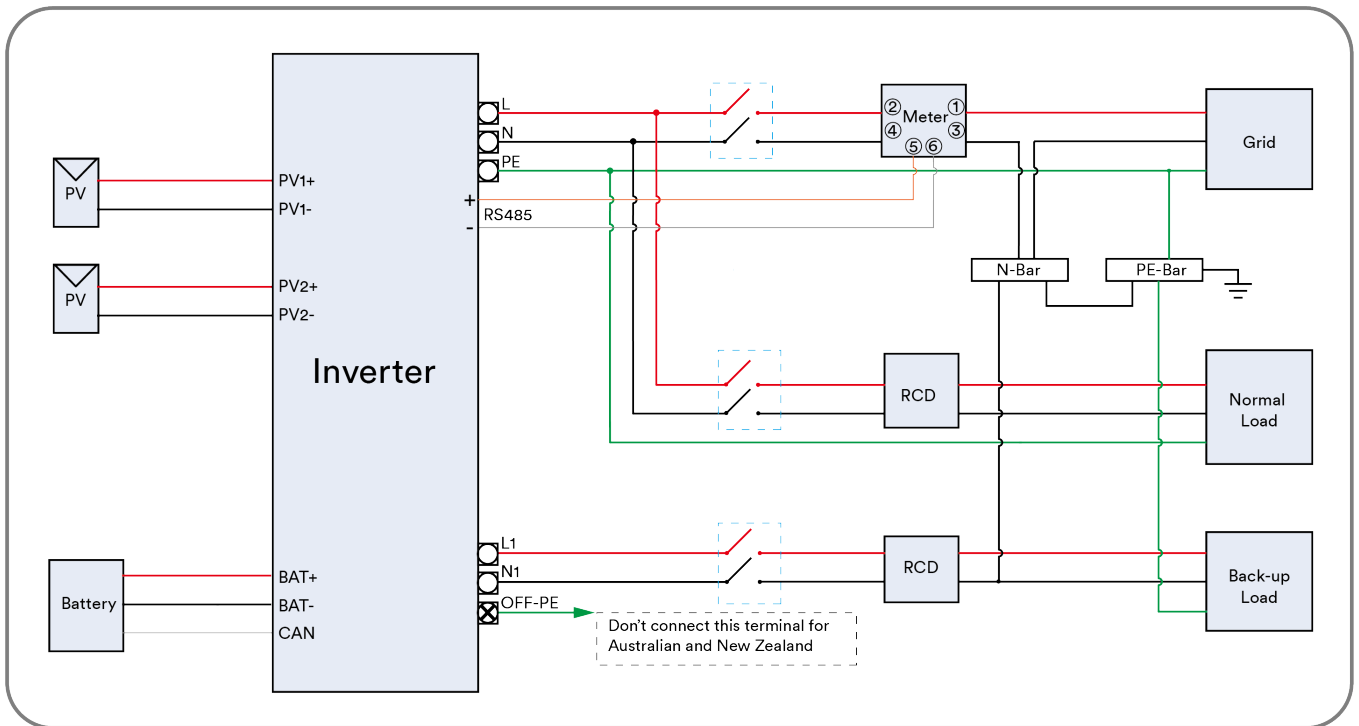 L
② Meter ①
④ ③
⑤ ⑥
Grid
N
PE
PV
PV1+
PV1-
+
RS485
-
PV
PV2+
PV2-
N-Bar
PE-Bar
Inverter
RCD
Normal
Load
L1
N1
RCD
Back-up
Load
Battery
BAT+
BAT-
CAN
OFF-PE
Don't connect this terminal for
Australian and New Zealand